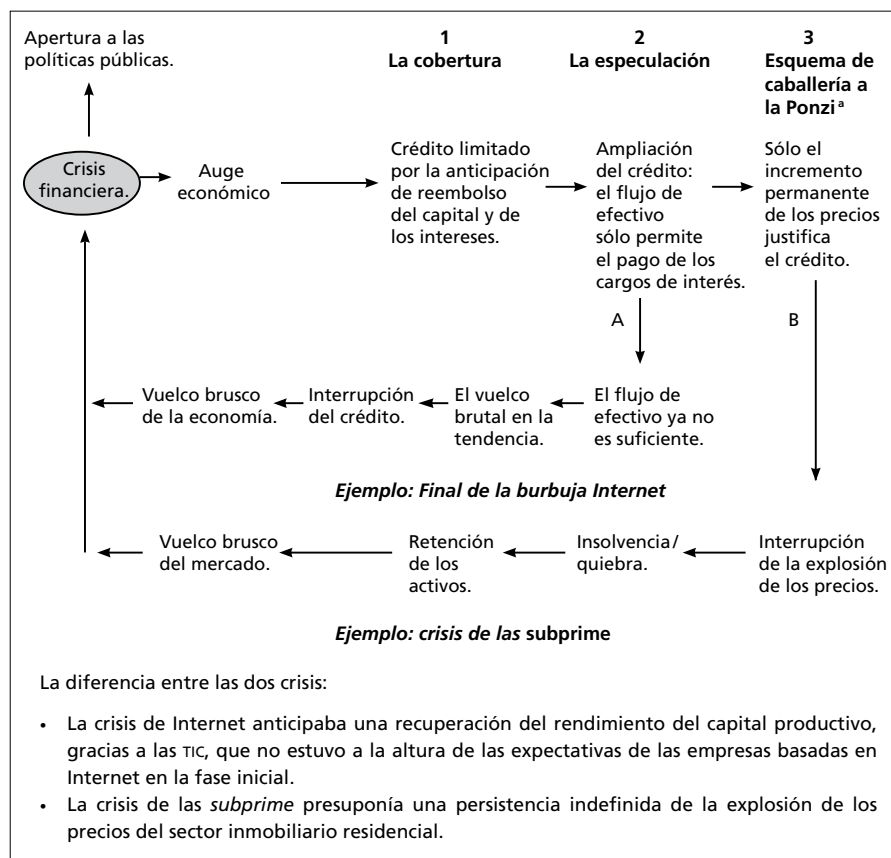 Apertura a las
políticas públicas.
1
La cobertura
2
La especulación
3
Esquema de
caballería a
la Ponzi a
Crisis
financiera.
Auge
económico
Crédito limitado
por la anticipación
de reembolso
del capital y de
los intereses.
Ampliación
del crédito:
el flujo de
efectivo
sólo permite
el pago de los
cargos de interés.
Sólo el
incremento
permanente
de los precios
justifica
el crédito.
A
B
Vuelco brusco
de la economía.
Interrupción
del crédito.
El vuelco
brutal en la
tendencia.
El flujo de
efectivo ya no
es suficiente.
Ejemplo: Final de la burbuja Internet
Vuelco brusco
del mercado.
Retención
de los
activos.
Insolvencia/
quiebra.
Interrupción
de la explosión
de los precios.
Ejemplo: crisis de las subprime
La diferencia entre las dos crisis:
• La crisis de Internet anticipaba una recuperación del rendimiento del capital productivo,
gracias a las TIC, que no estuvo a la altura de las expectativas de las empresas basadas en
Internet en la fase inicial.
• La crisis de las subprime presuponía una persistencia indefinida de la explosión de los
precios del sector inmobiliario residencial.